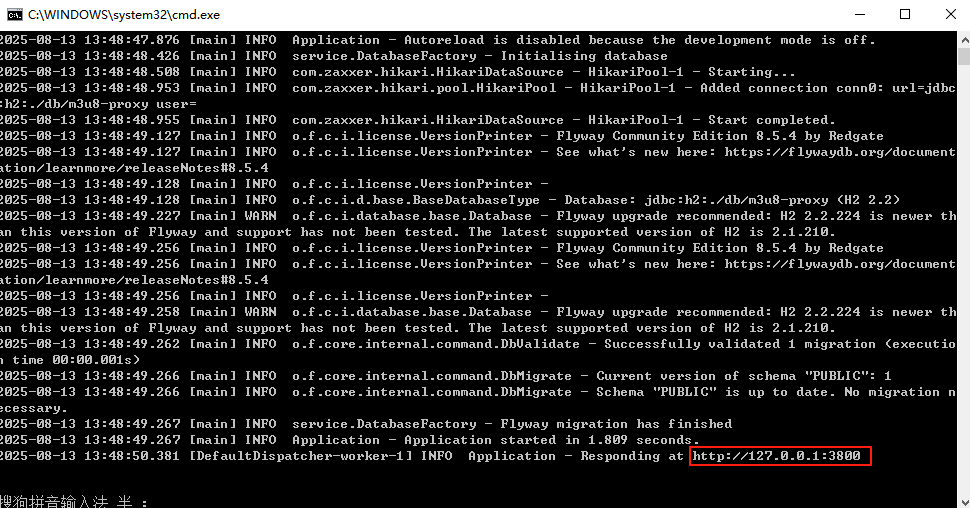 C:\WINDOWS\system32\cmd.exe
2025-08-13 13:48:47.876 [main] INFO  Application - Autoreload is disabled because the development mode is off.
2025-08-13 13:48:48.426 [main] INFO  service.DatabaseFactory - Initialising database
2025-08-13 13:48:48.508 [main] INFO  com.zaxxer.hikari.HikariDataSource - HikariPool-1 - Starting...
2025-08-13 13:48:48.953 [main] INFO  com.zaxxer.hikari.pool.HikariPool - HikariPool-1 - Added connection conn0: url=jdbc
:h2:./db/m3u8-proxy user=
2025-08-13 13:48:48.955 [main] INFO  com.zaxxer.hikari.HikariDataSource - HikariPool-1 - Start completed.
2025-08-13 13:48:49.127 [main] INFO  o.f.c.i.license.VersionPrinter - Flyway Community Edition 8.5.4 by Redgate
2025-08-13 13:48:49.127 [main] INFO  o.f.c.i.license.VersionPrinter - See what's new here: https://flywaydb.org/document
ation/learnmore/releaseNotes#8.5.4
2025-08-13 13:48:49.128 [main] INFO  o.f.c.i.license.VersionPrinter -
2025-08-13 13:48:49.128 [main] INFO  o.f.c.i.d.base.BaseDatabaseType - Database: jdbc:h2:./db/m3u8-proxy (H2 2.2)
2025-08-13 13:48:49.227 [main] WARN  o.f.c.i.database.base.Database - Flyway upgrade recommended: H2 2.2.224 is newer th
an this version of Flyway and support has not been tested. The latest supported version of H2 is 2.1.210.
2025-08-13 13:48:49.256 [main] INFO  o.f.c.i.license.VersionPrinter - Flyway Community Edition 8.5.4 by Redgate
2025-08-13 13:48:49.256 [main] INFO  o.f.c.i.license.VersionPrinter - See what's new here: https://flywaydb.org/document
ation/learnmore/releaseNotes#8.5.4
2025-08-13 13:48:49.256 [main] INFO  o.f.c.i.license.VersionPrinter -
2025-08-13 13:48:49.258 [main] WARN  o.f.c.i.database.base.Database - Flyway upgrade recommended: H2 2.2.224 is newer th
an this version of Flyway and support has not been tested. The latest supported version of H2 is 2.1.210.
2025-08-13 13:48:49.262 [main] INFO  o.f.core.internal.command.DbValidate - Successfully validated 1 migration (executio
n time 00:00.001s)
2025-08-13 13:48:49.266 [main] INFO  o.f.core.internal.command.DbMigrate - Current version of schema "PUBLIC": 1
2025-08-13 13:48:49.266 [main] INFO  o.f.core.internal.command.DbMigrate - Schema "PUBLIC" is up to date. No migration n
ecessary.
2025-08-13 13:48:49.267 [main] INFO  service.DatabaseFactory - Flyway migration has finished
2025-08-13 13:48:49.267 [main] INFO  Application - Application started in 1.809 seconds.
2025-08-13 13:48:50.381 [DefaultDispatcher-worker-1] INFO  Application - Responding at http://127.0.0.1:3800
搜狗拼音输入法 半 :